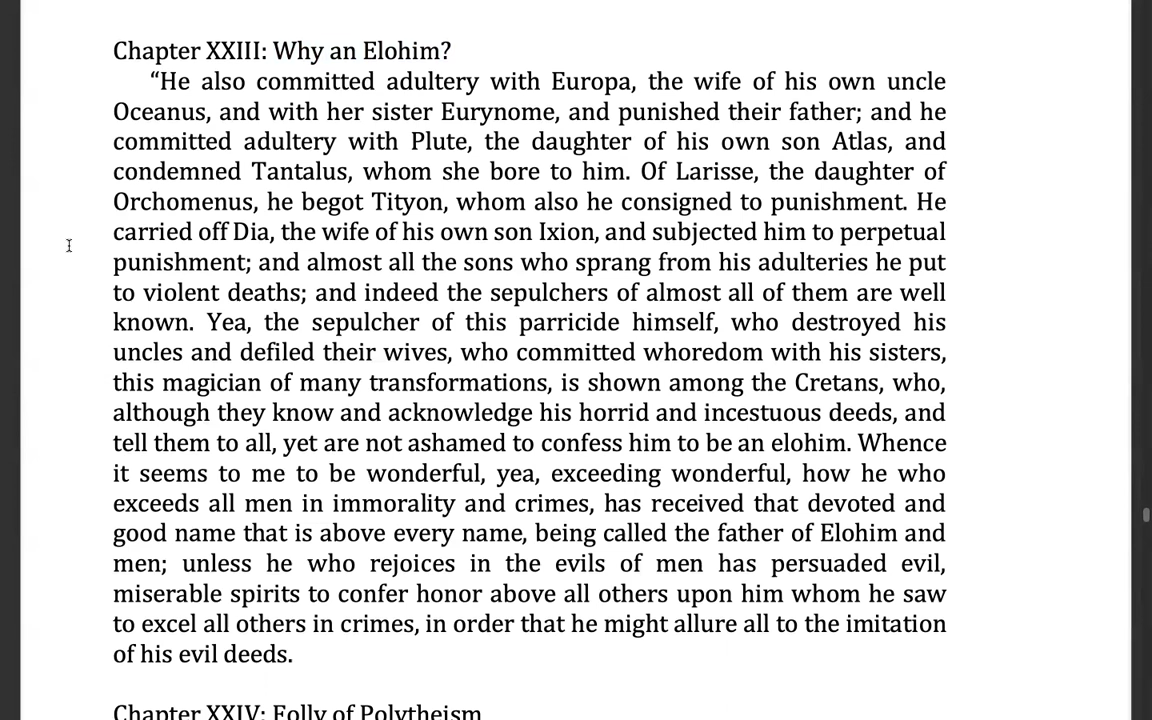 Chapter XXIII: Why an Elohim?
“He also committed adultery with Europa, the wife of his own uncle
Oceanus, and with her sister Eurynome, and punished their father; and he
committed adultery with Plute, the daughter of his own son Atlas, and
condemned Tantalus, whom she bore to him. Of Larisse, the daughter of
Orchomenus, he begot Tityon, whom also he consigned to punishment. He
carried off Dia, the wife of his own son Ixion, and subjected him to perpetual
punishment; and almost all the sons who sprang from his adulteries he put
to violent deaths; and indeed the sepulchers of almost all of them are well
known. Yea, the sepulcher of this parricide himself, who destroyed his
uncles and defiled their wives, who committed whoredom with his sisters,
this magician of many transformations, is shown among the Cretans, who,
although they know and acknowledge his horrid and incestuous deeds, and
tell them to all, yet are not ashamed to confess him to be an elohim. Whence
it seems to me to be wonderful, yea, exceeding wonderful, how he who
exceeds all men in immorality and crimes, has received that devoted and
good name that is above every name, being called the father of Elohim and
men; unless he who rejoices in the evils of men has persuaded evil,
miserable spirits to confer honor above all others upon him whom he saw
to excel all others in crimes, in order that he might allure all to the imitation
of his evil deeds.
Chapter XXIV: Folly of Polytheism